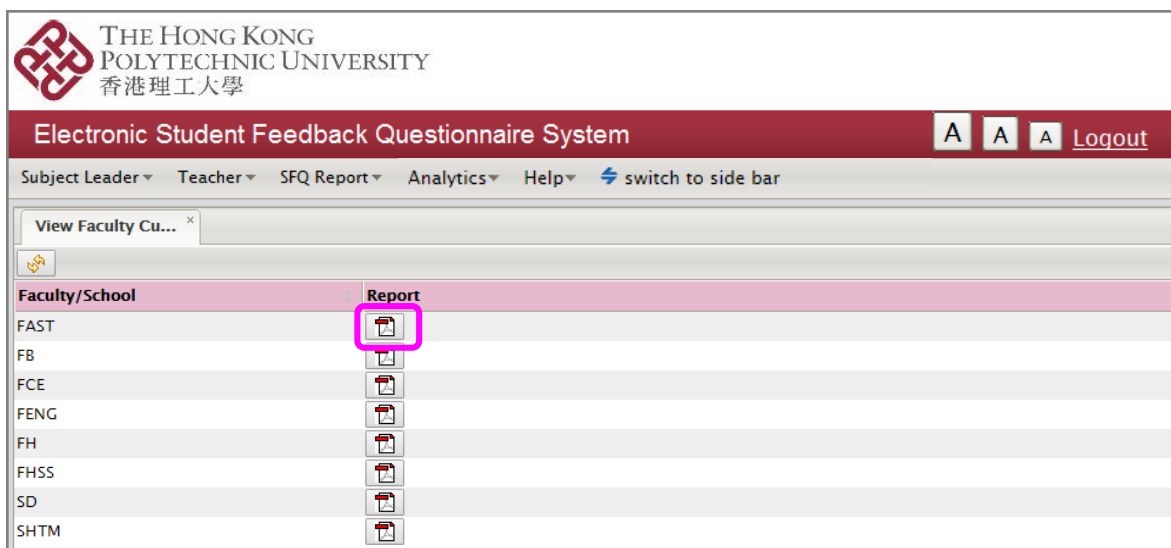 THE HONG KONG
POLYTECHNIC UNIVERSITY
香港理工大學
Electronic Student Feedback Questionnaire System A A A Logout
Subject Leader Teacher SFQ Report Analytics Help switch to side bar
View Faculty Cu... ×
Faculty/School Report
FAST
FB
FCE
FENG
FH
FHSS
SD
SHTM